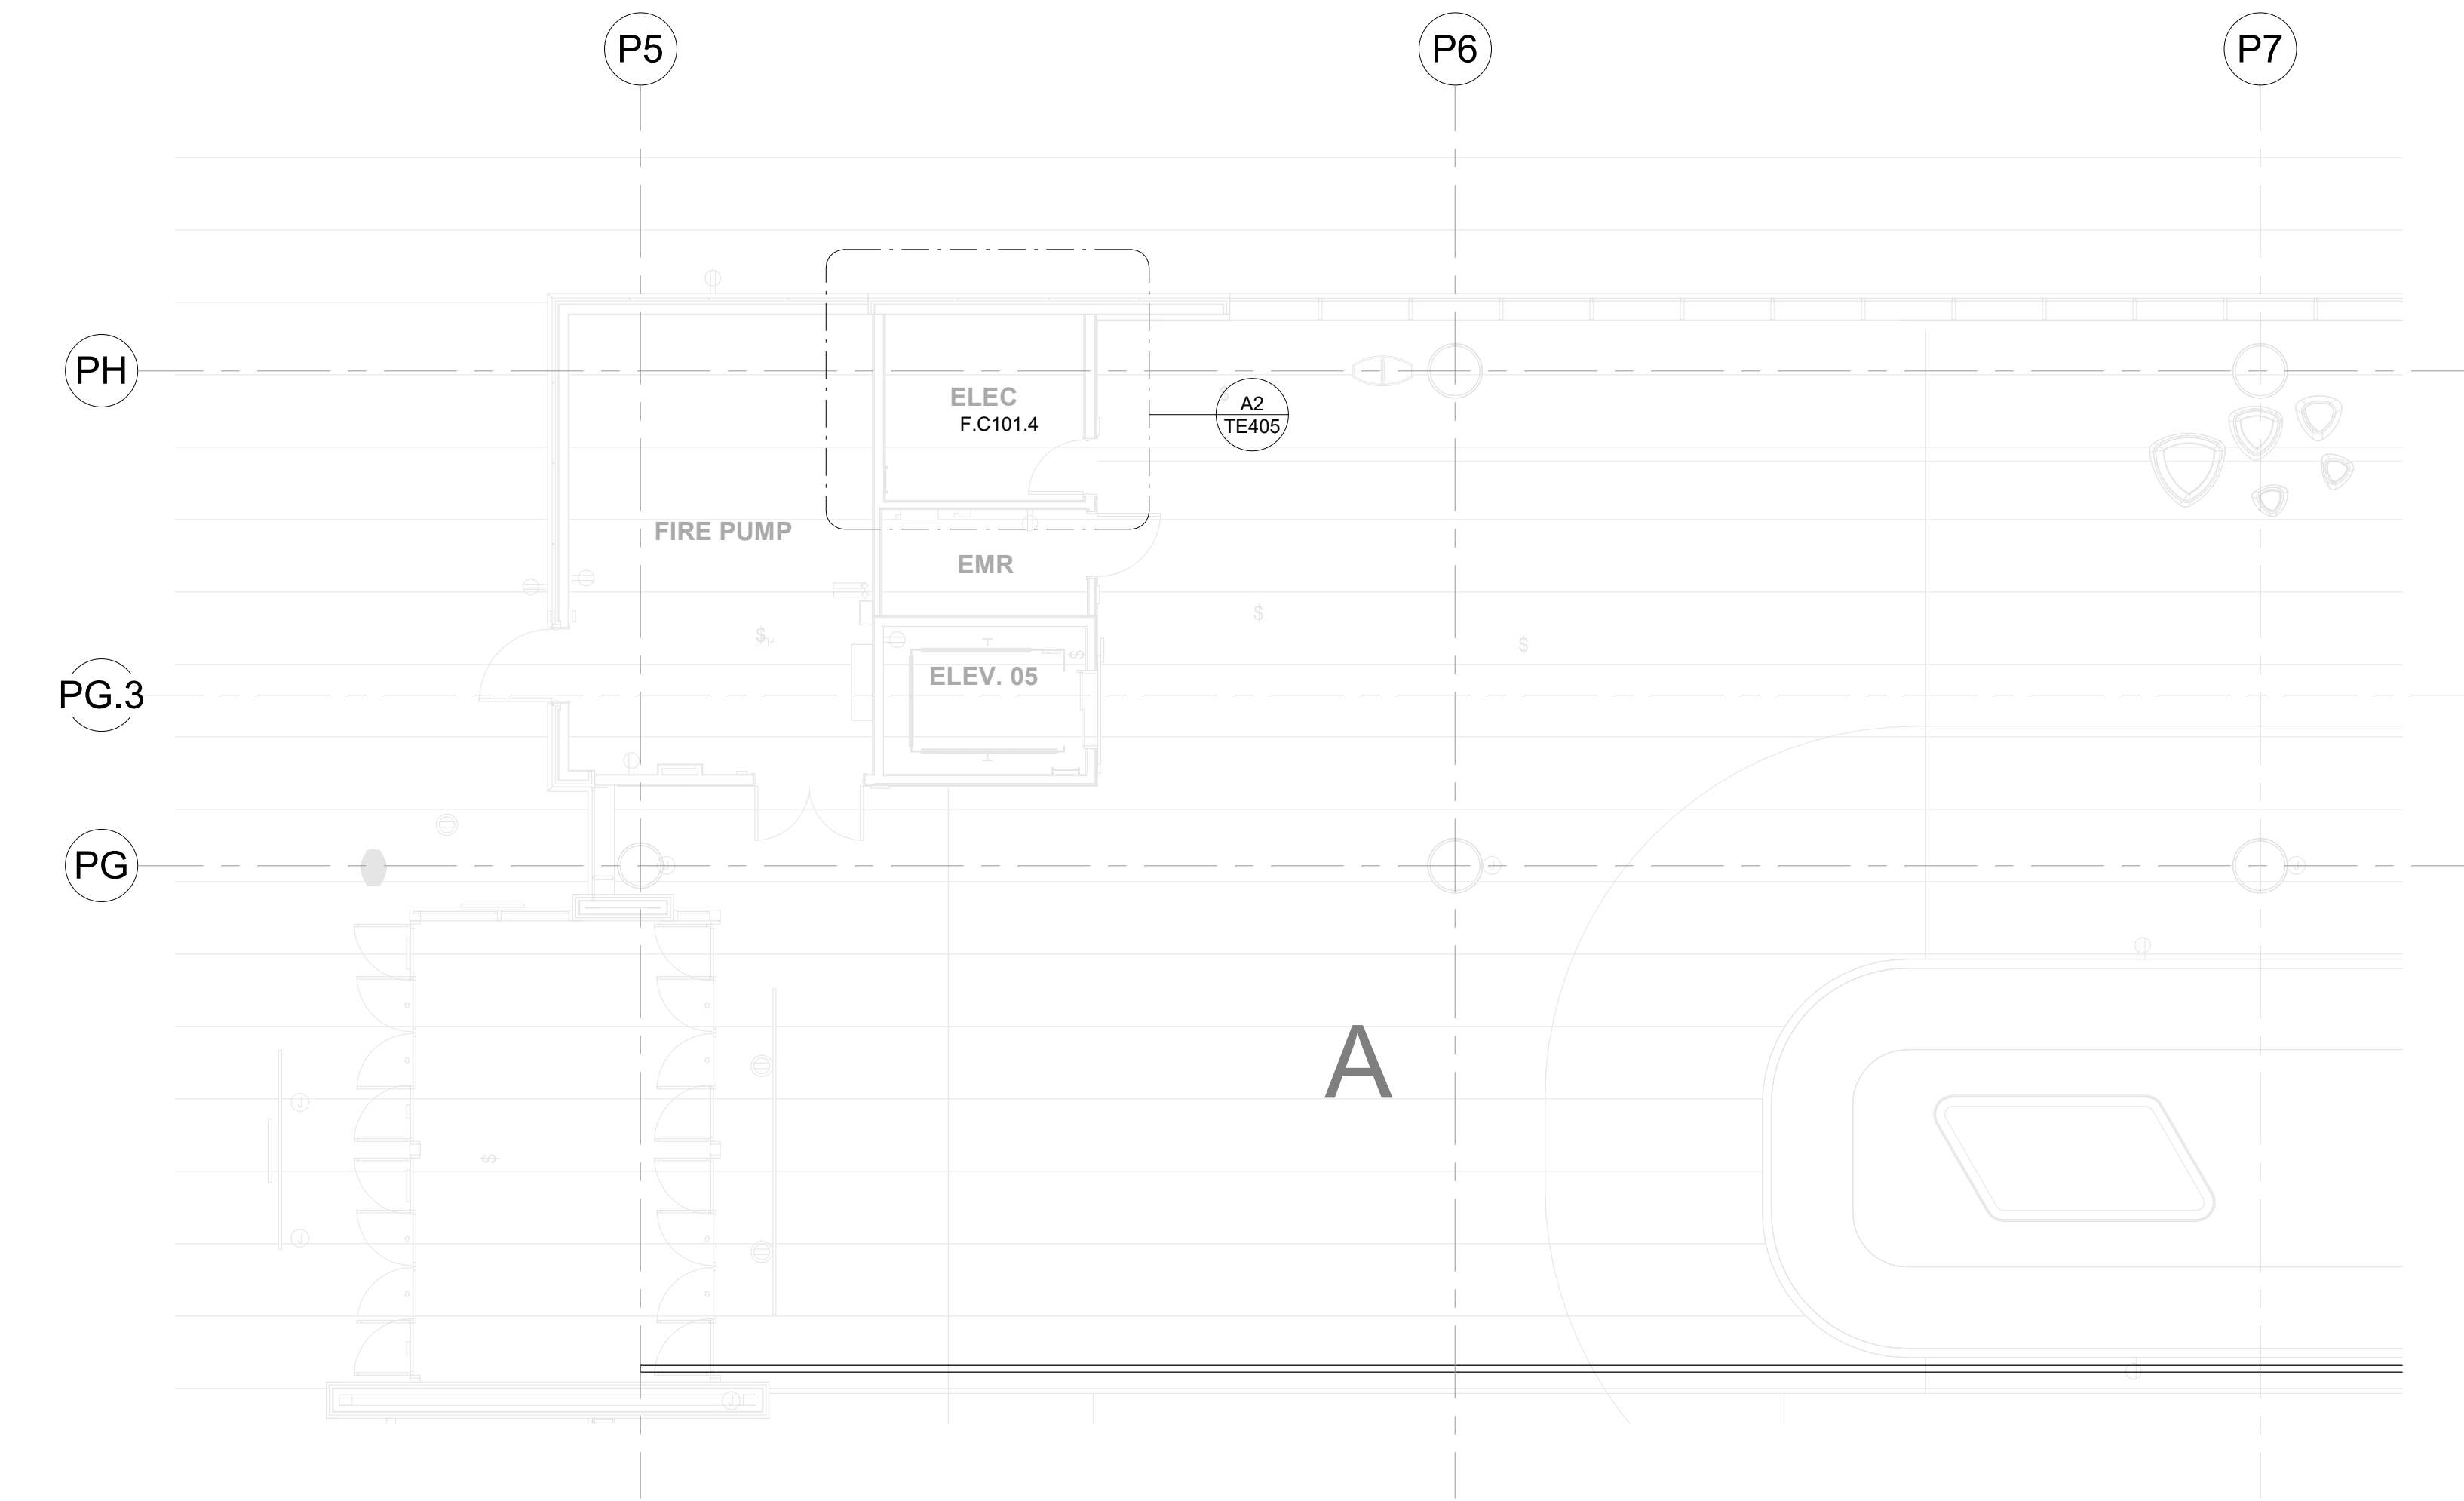 P5
P6
P7
PH
ELEC
F.C101.4
A2
TE405
$
FIRE PUMP
EMR
$
$
$
$
ELEV. 05
PG.3
PG
J
J
J
A
J
$
J
J